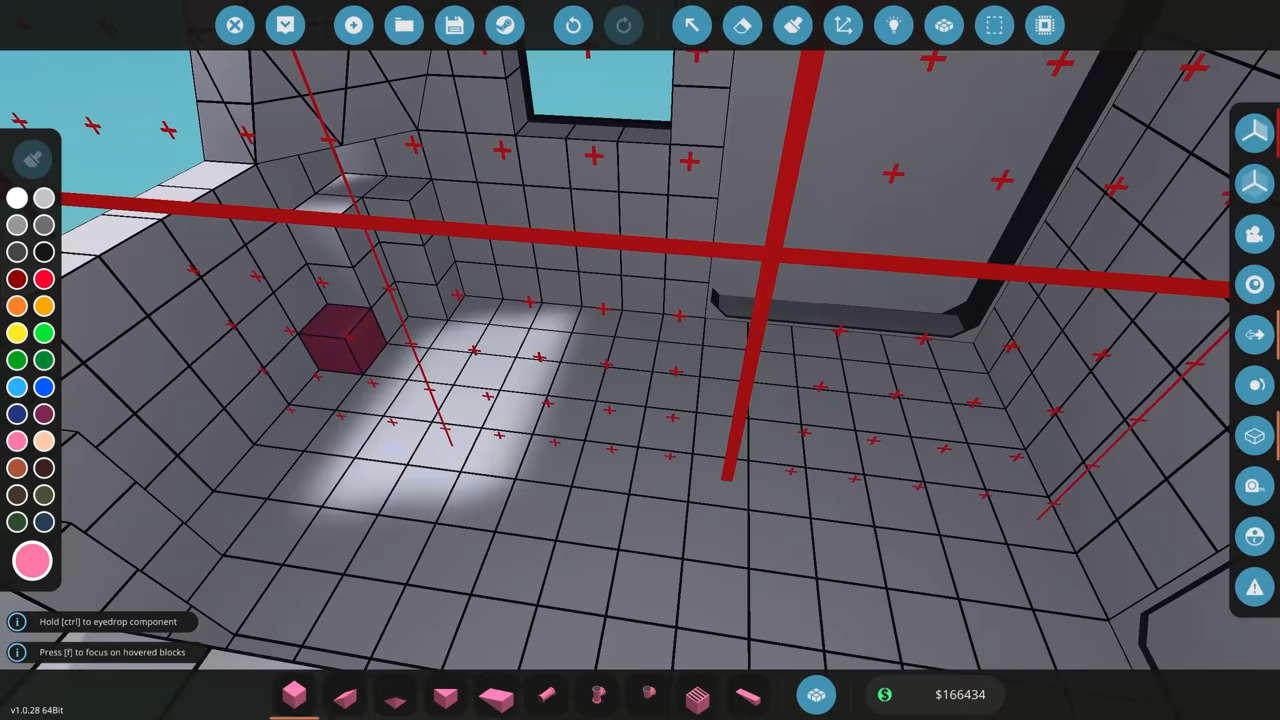 Hold [ctrl] to eyedrop component
Press [f] to focus on hovered blocks
$166434
v1.0.28 64Bit